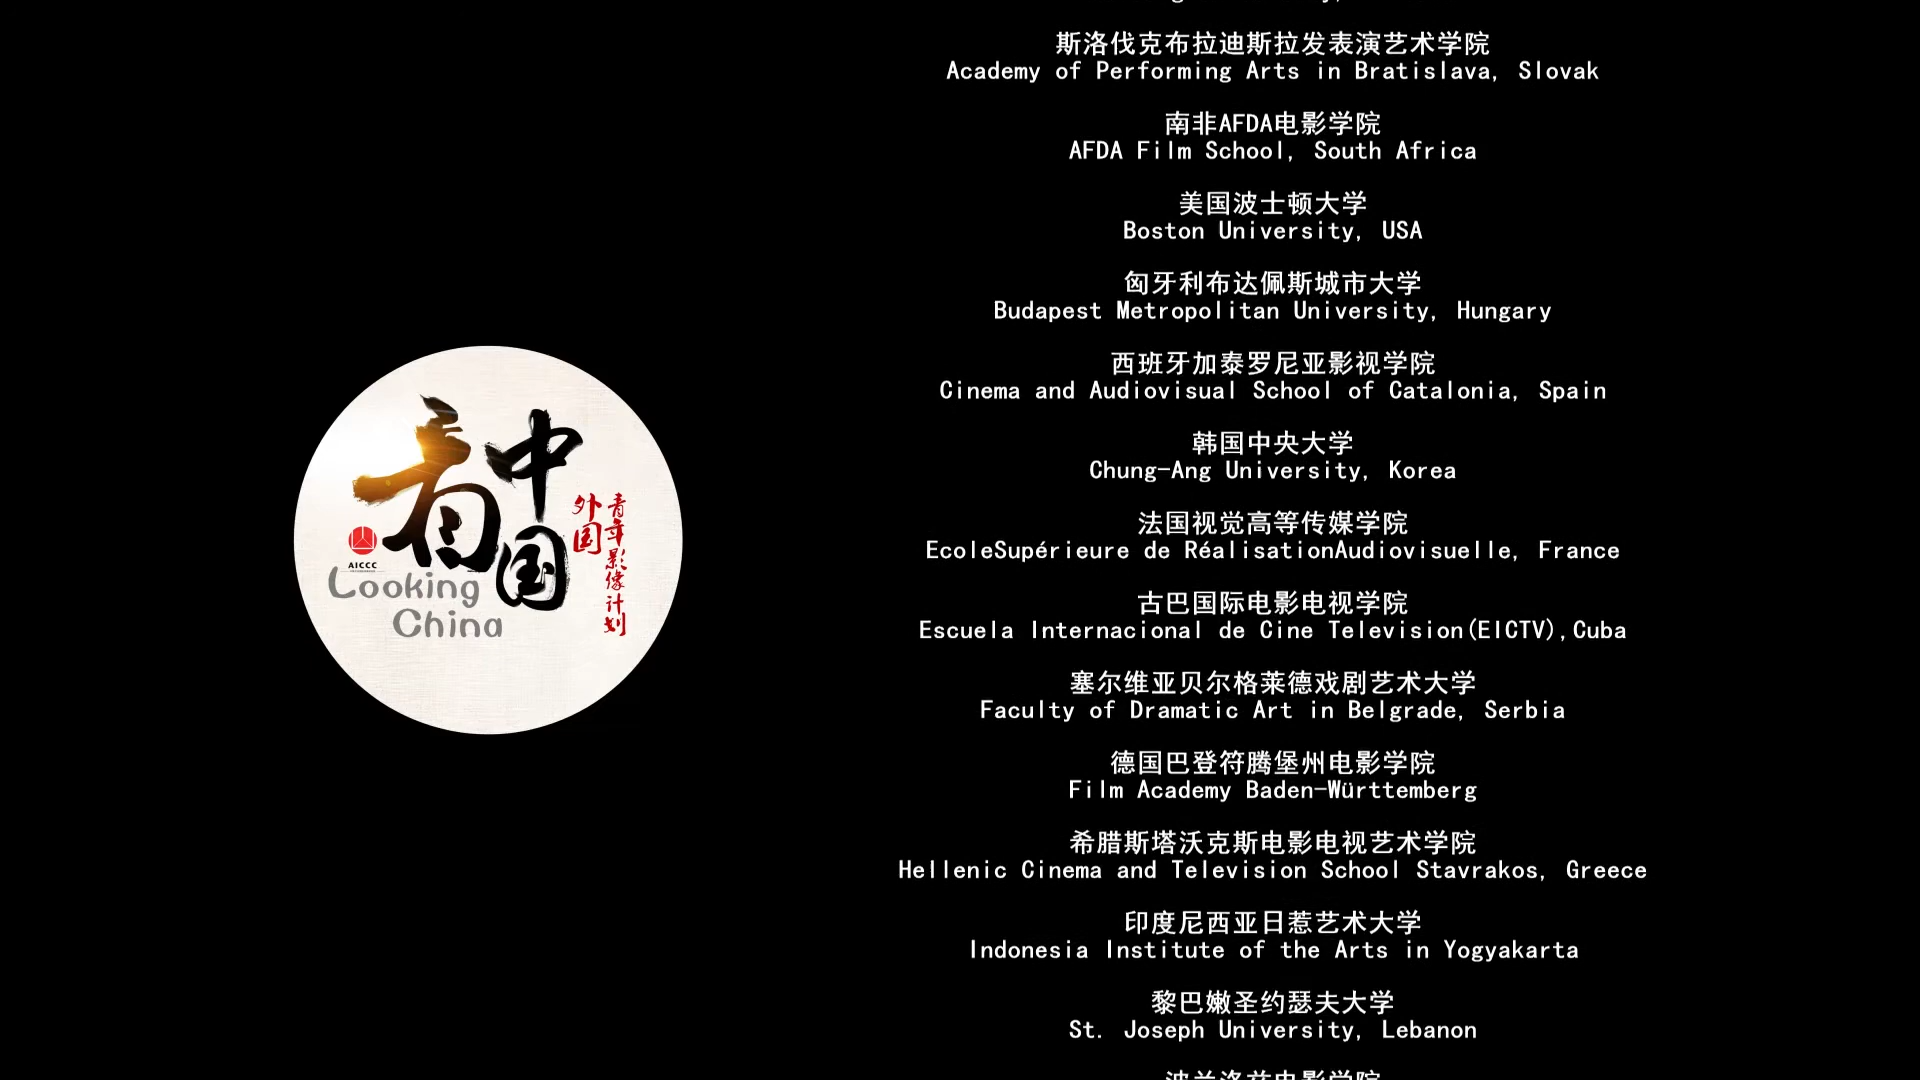 看中国
外国
青年影像计划
AICCC
Looking
China
斯洛伐克布拉迪斯拉发表演艺术学院
Academy of Performing Arts in Bratislava, Slovak
南非AFDA电影学院
AFDA Film School, South Africa
美国波士顿大学
Boston University, USA
匈牙利布达佩斯城市大学
Budapest Metropolitan University, Hungary
西班牙加泰罗尼亚影视学院
Cinema and Audiovisual School of Catalonia, Spain
韩国中央大学
Chung-Ang University, Korea
法国视觉高等传媒学院
EcoleSupérieure de RéalisationAudiovisuelle, France
古巴国际电影电视学院
Escuela Internacional de Cine Television(EICTV),Cuba
塞尔维亚贝尔格莱德戏剧艺术大学
Faculty of Dramatic Art in Belgrade, Serbia
德国巴登符腾堡州电影学院
Film Academy Baden-Württemberg
希腊斯塔沃克斯电影电视艺术学院
Hellenic Cinema and Television School Stavrakos, Greece
印度尼西亚日惹艺术大学
Indonesia Institute of the Arts in Yogyakarta
黎巴嫩圣约瑟夫大学
St. Joseph University, Lebanon
波兰洛兹电影学院